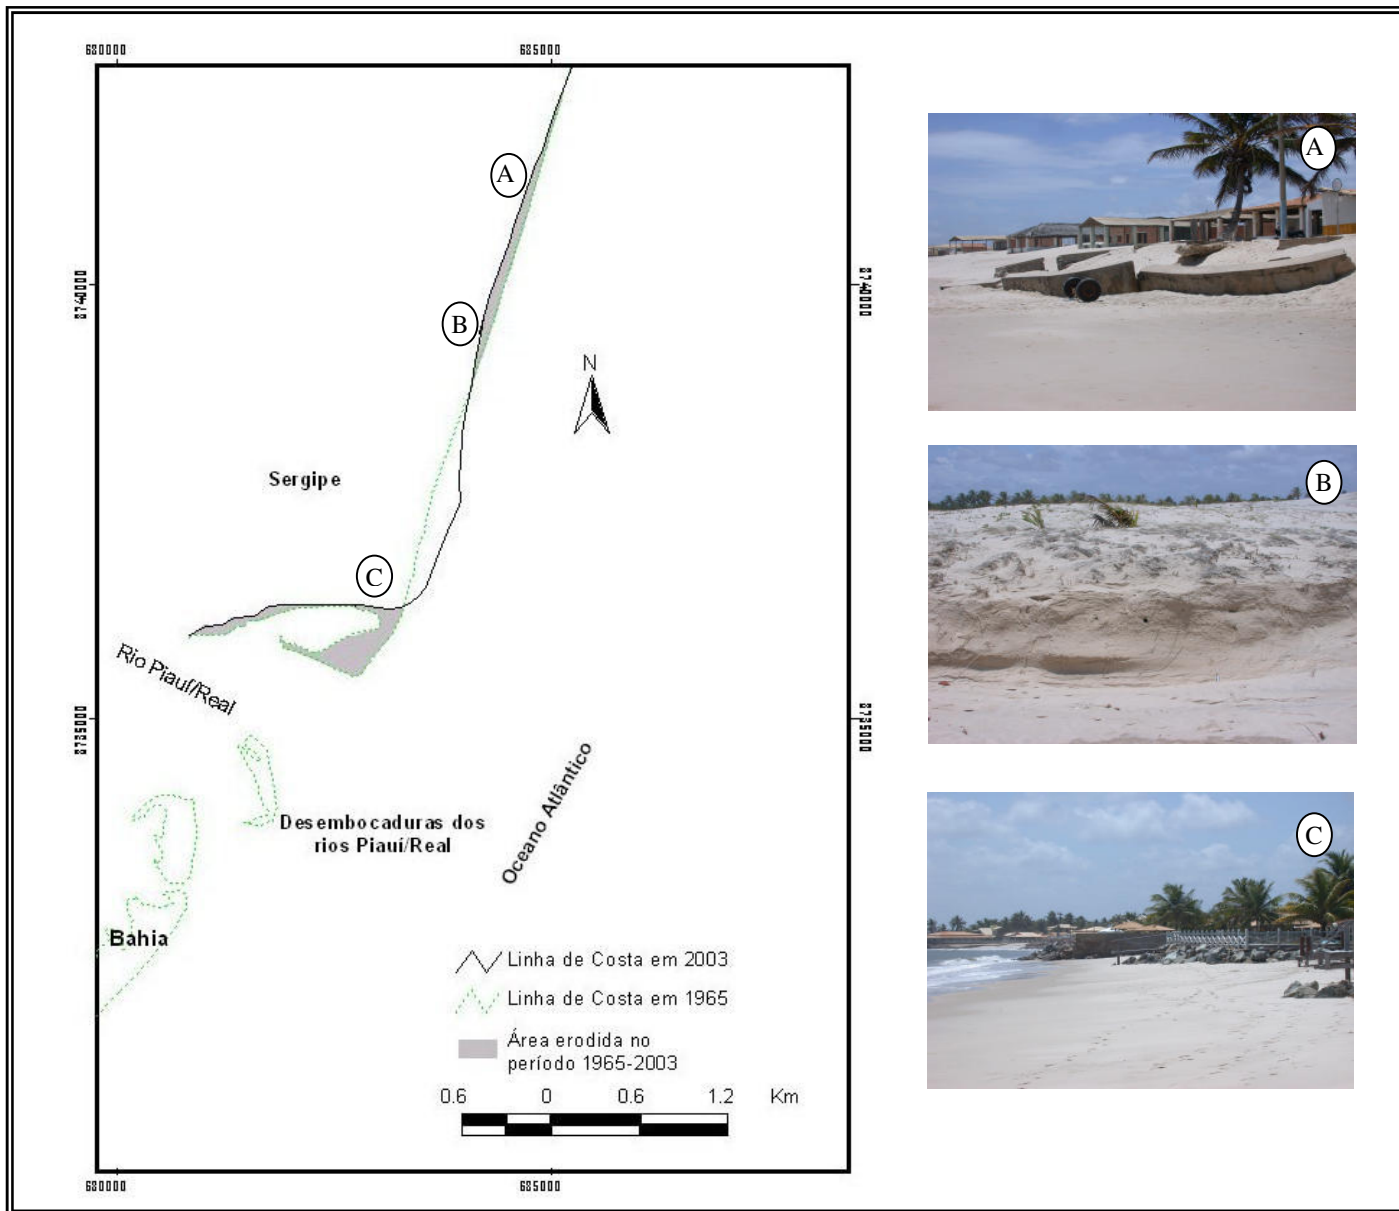 680000 685000
A
A
8740000 8740000
B
N
B
Sergipe
C
Rio Piauí/Real
8735000 8735000
Oceano Atlântico
Desembocaduras dos
rios Piauí/Real
C
Bahia
Linha de Costa em 2003
Linha de Costa em 1965
Área erodida no
período 1965-2003
0.6 0 0.6 1.2 Km
680000 685000